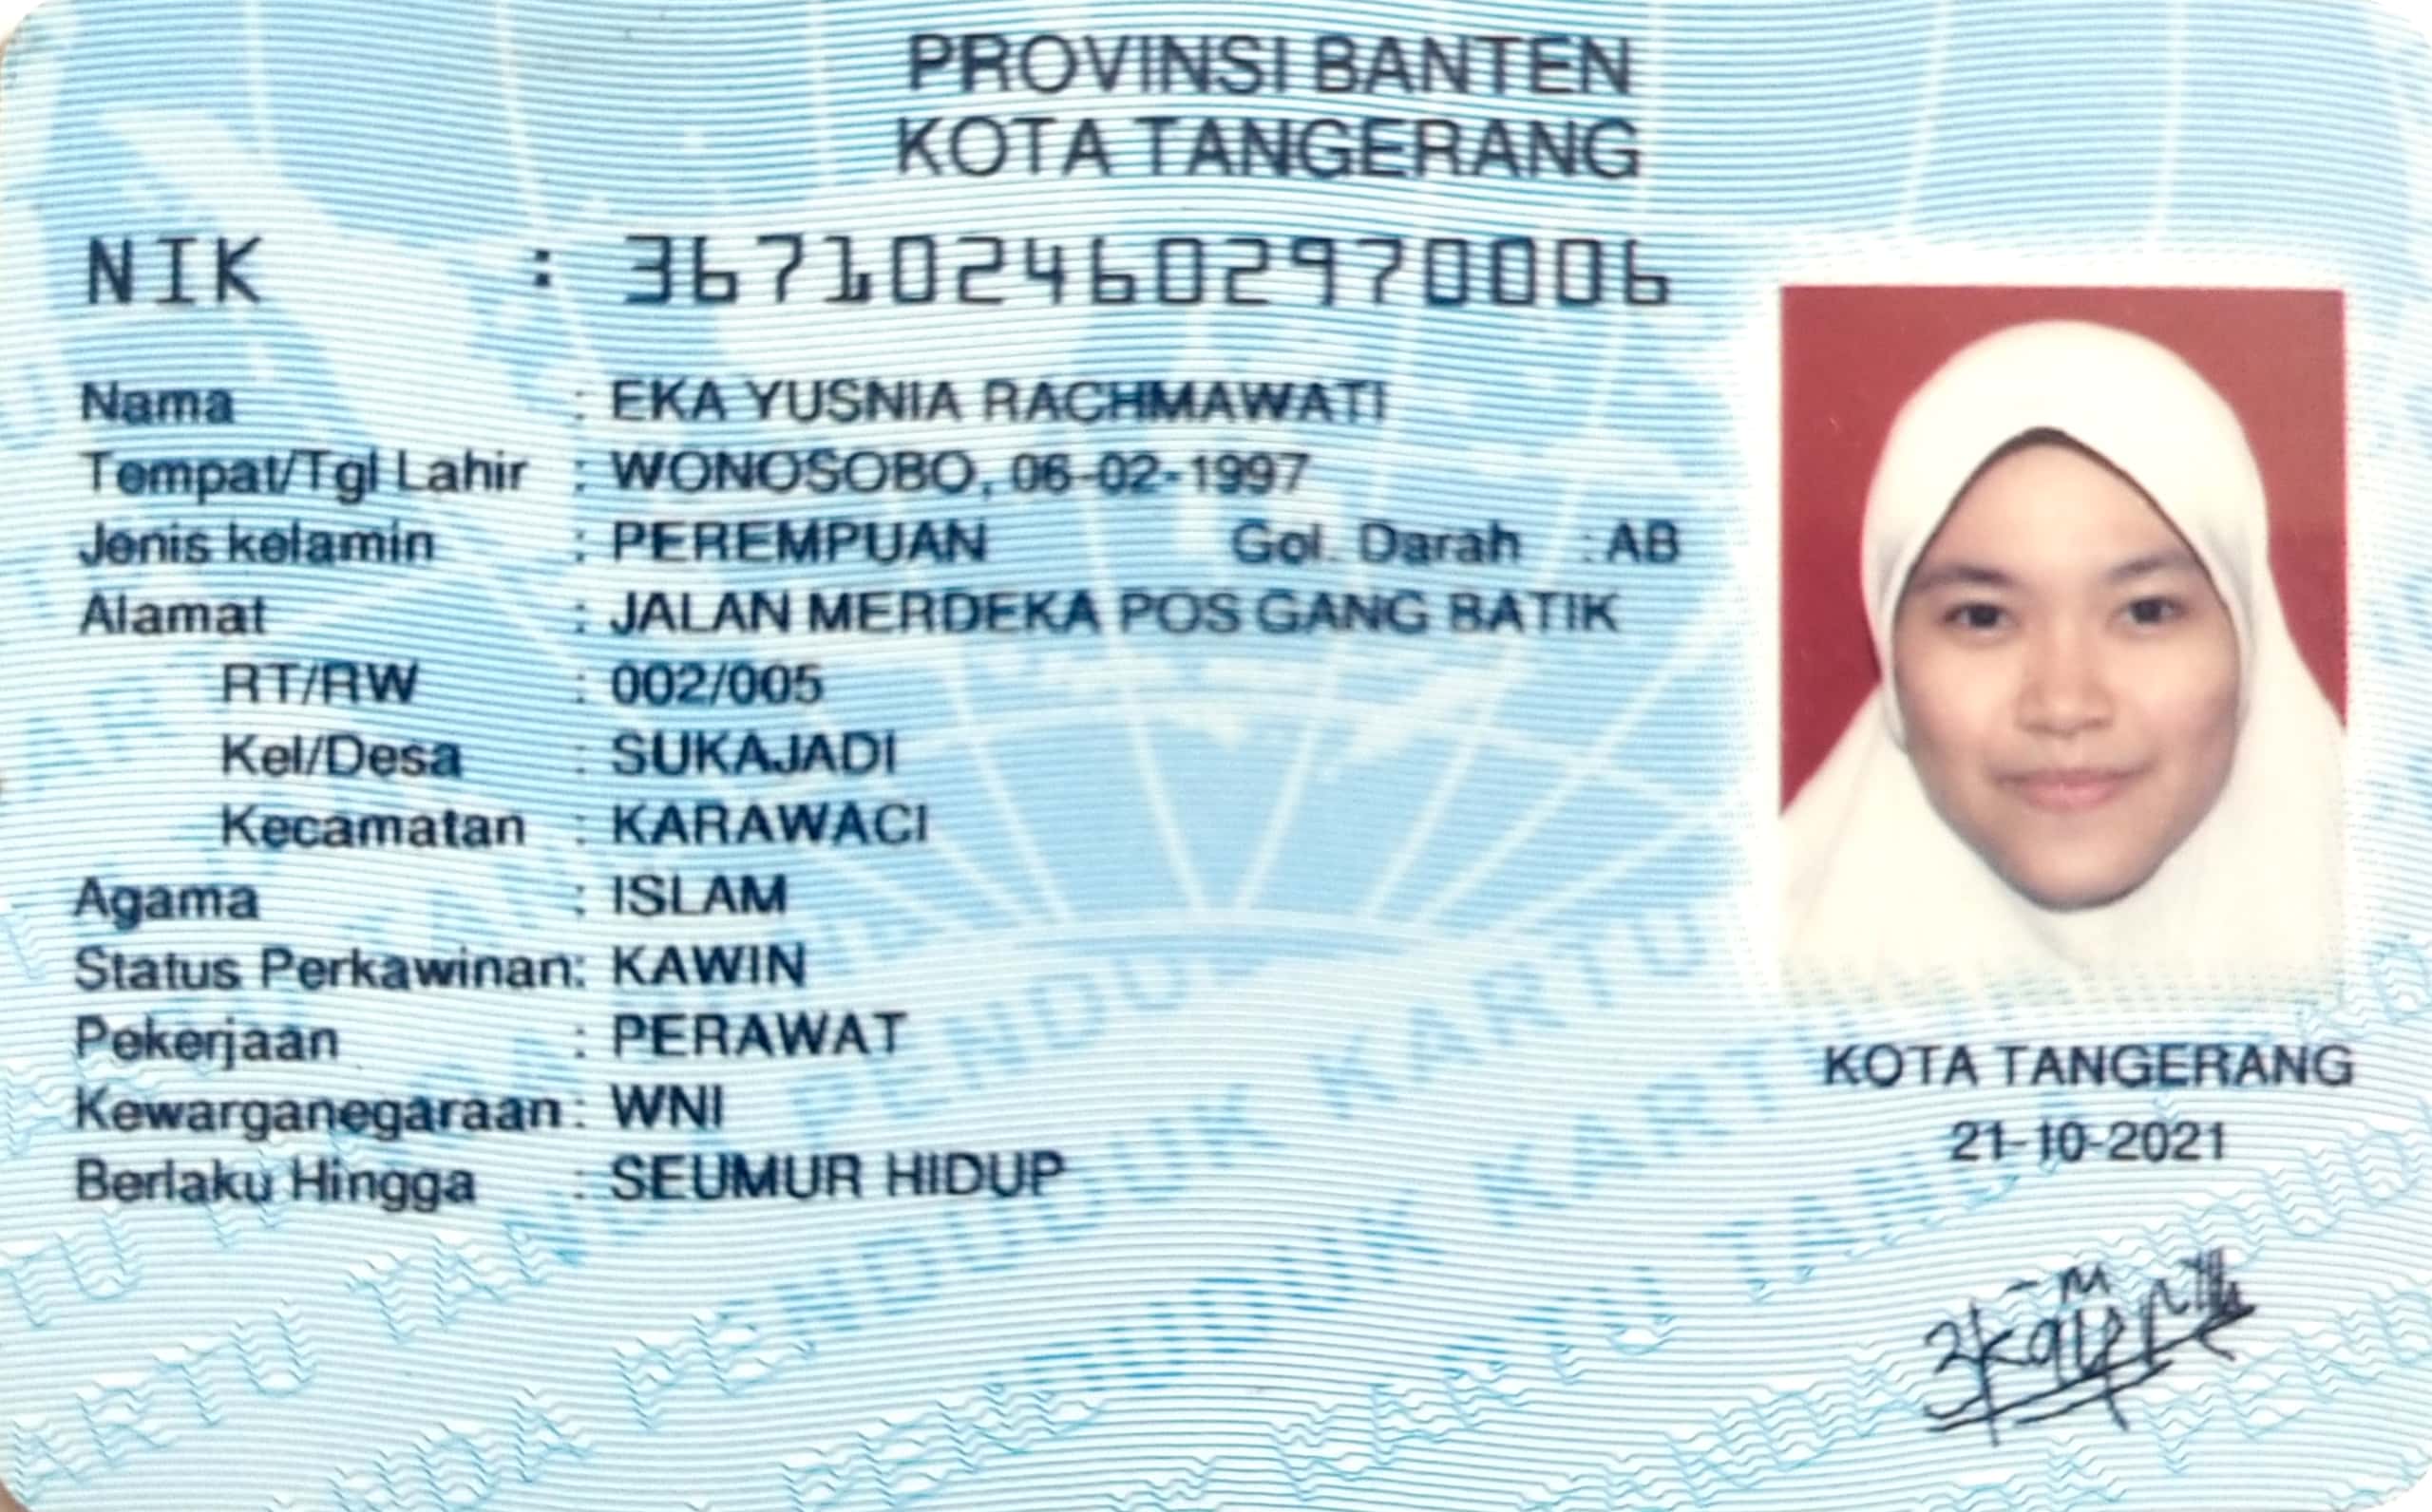 PROVINSI BANTEN
KOTA TANGERANG
NIK : 3671024602970006
Nama : EKA YUSNIA RACHMAWATI
Tempat/Tgl Lahir : WONOSOBO, 06-02-1997
Jenis kelamin : PEREMPUAN Gol. Darah : AB
Alamat : JALAN MERDEKA POS GANG BATIK
RT/RW : 002/005
Kel/Desa : SUKAJADI
Kecamatan : KARAWACI
Agama : ISLAM
Status Perkawinan: KAWIN
Pekerjaan : PERAWAT
Kewarganegaraan: WNI
Berlaku Hingga : SEUMUR HIDUP
KOTA TANGERANG
21-10-2021